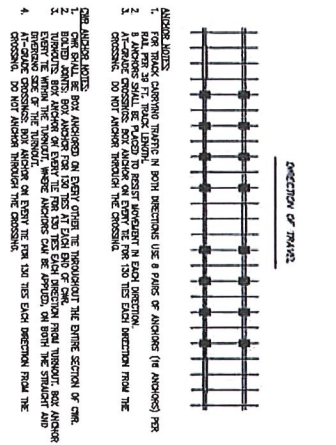 DIRECTION OF TRAVEL
ANCHOR NOTES:
1. FOR TRACK CARRYING TRAFFIC IN BOTH DIRECTIONS USE 8 PAIRS OF ANCHORS (16 ANCHORS) PER
RAIL PER 39 FT. TRACK LENGTH.
2. 8 ANCHORS SHALL BE PLACED TO RESIST MOVEMENT IN EACH DIRECTION.
3. AT-GRADE CROSSINGS: BOX ANCHOR ON EVERY TIE FOR 130 TIES EACH DIRECTION FROM THE
CROSSING. DO NOT ANCHOR THROUGH THE CROSSING.
CWR ANCHOR NOTES:
1. CWR SHALL BE BOX ANCHORED ON EVERY OTHER TIE THROUGHOUT THE ENTIRE SECTION OF CWR.
2. BOLTED JOINTS: BOX ANCHOR FOR 130 TIES AT EACH END OF CWR.
3. TURNOUTS: BOX ANCHOR ON EVERY TIE FOR 130 TIES EACH DIRECTION FROM TURNOUT. BOX ANCHOR
EVERY TIE WITHIN THE TURNOUT, WHERE ANCHORS CAN BE APPLIED, ON BOTH THE STRAIGHT AND
DIVERGING SIDE OF THE TURNOUT.
4. AT-GRADE CROSSINGS: BOX ANCHOR ON EVERY TIE FOR 130 TIES EACH DIRECTION FROM THE
CROSSING. DO NOT ANCHOR THROUGH THE CROSSING.